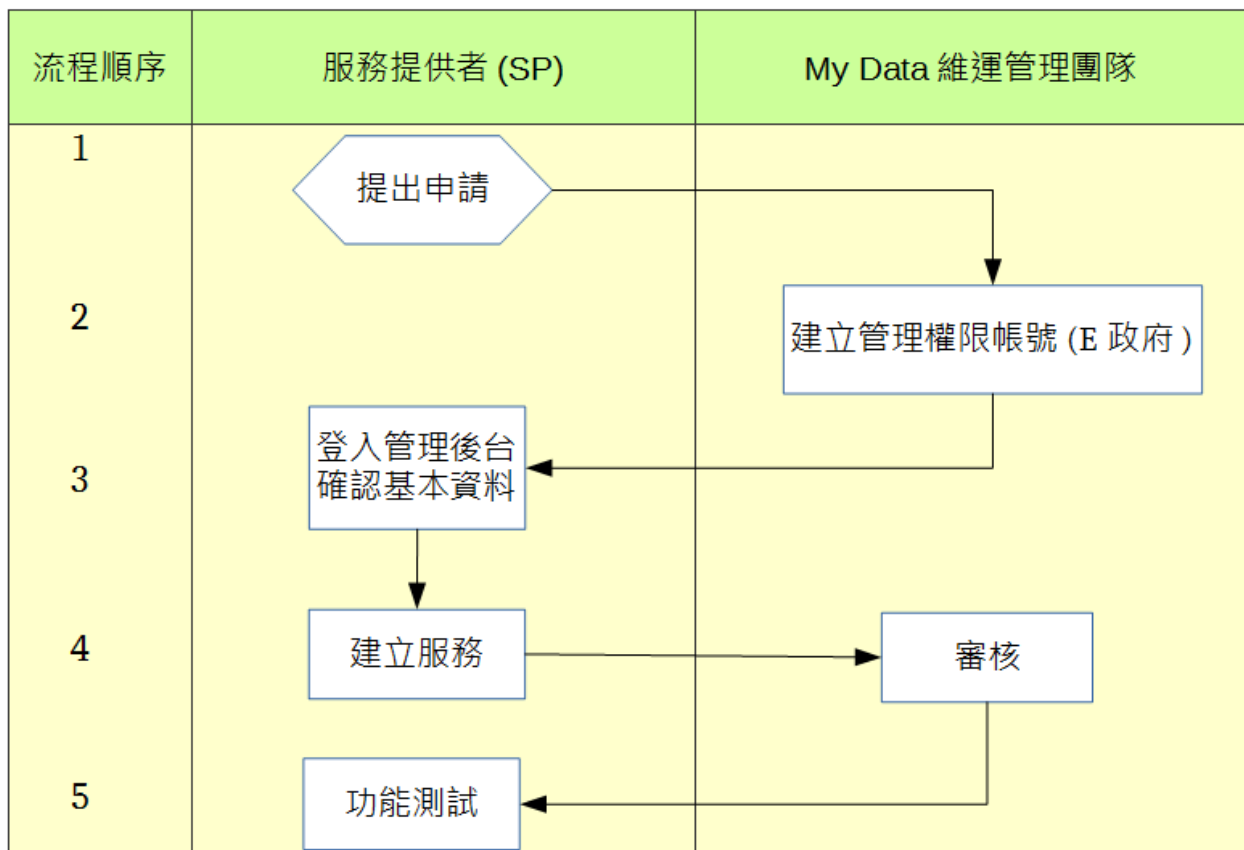 流程順序
服務提供者 (SP)
My Data 維運管理團隊
1
提出申請
2
建立管理權限帳號 (E 政府 )
3
登入管理後台
確認基本資料
4
建立服務
審核
5
功能測試